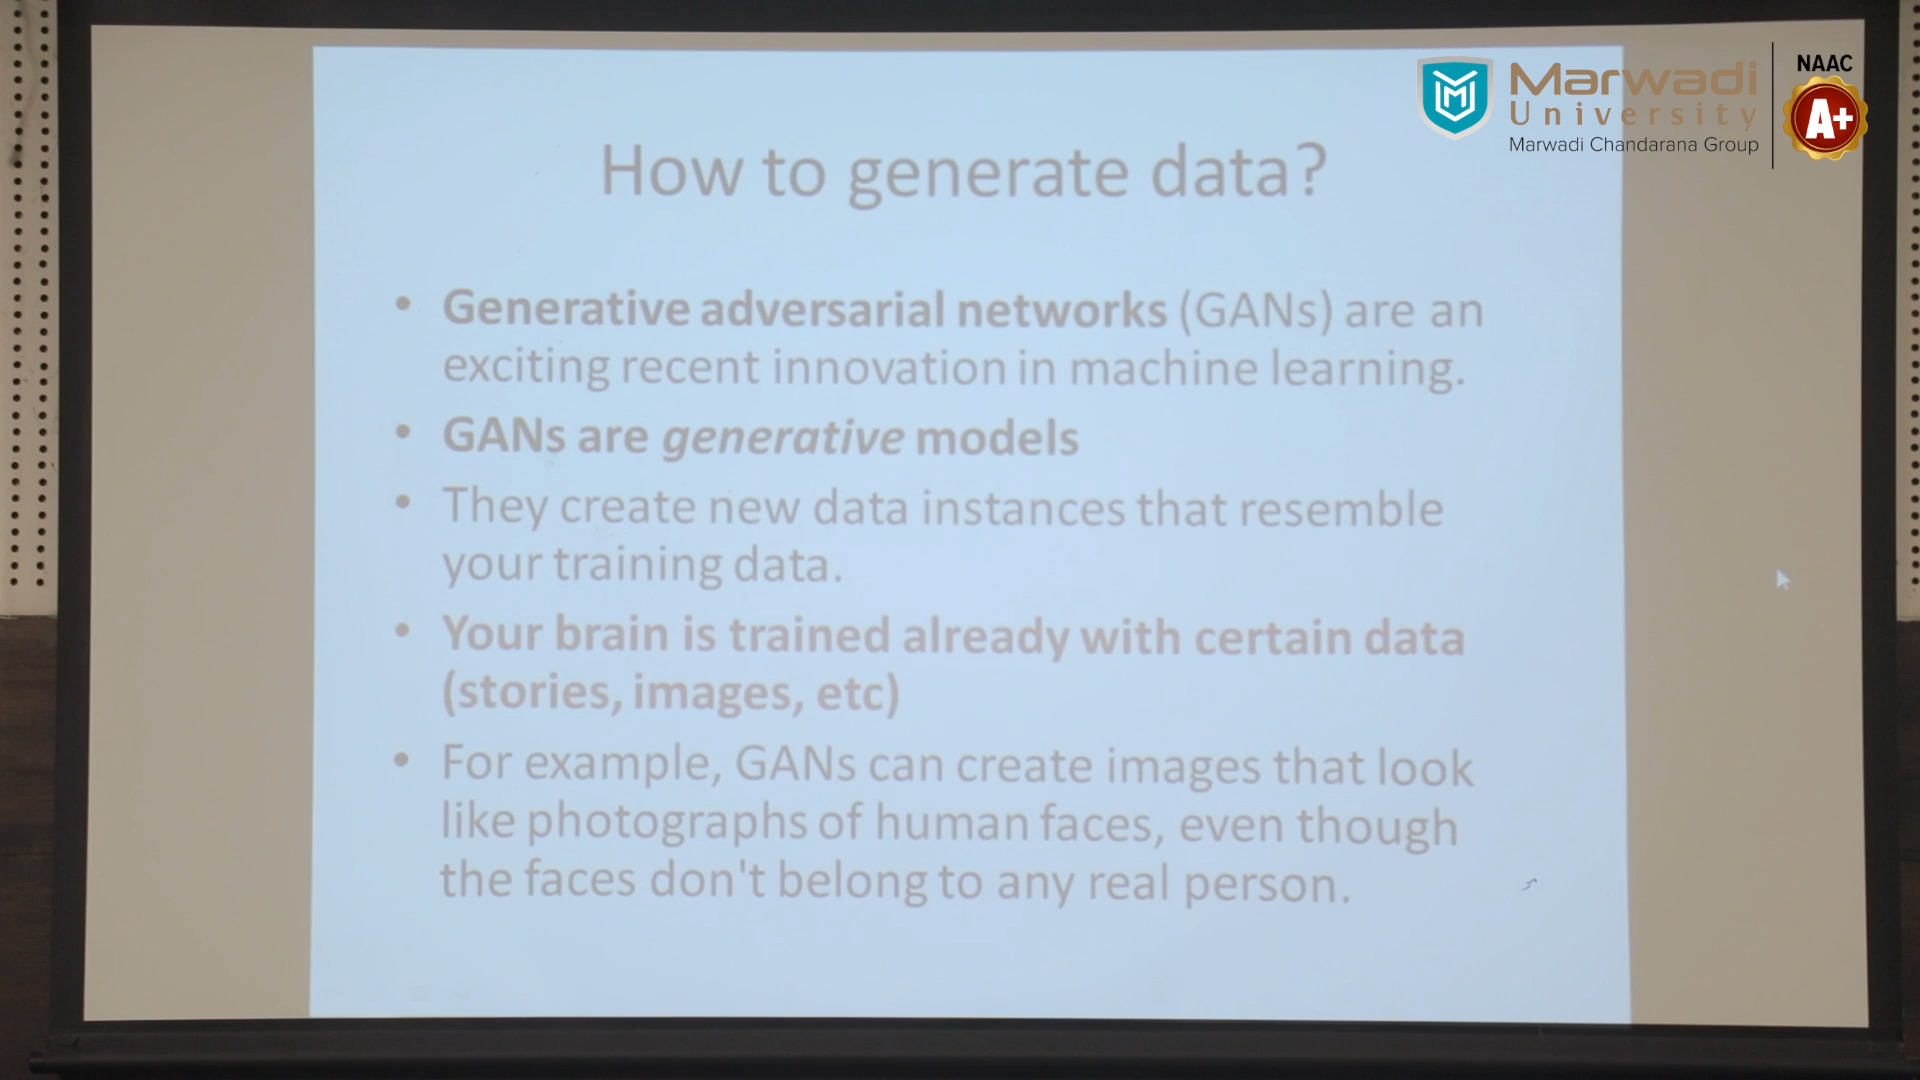 Marwadi
University
Marwadi Chandarana Group
NAAC
A+
How to generate data?
• Generative adversarial networks (GANs) are an
exciting recent innovation in machine learning.
• GANs are generative models
• They create new data instances that resemble
your training data.
• Your brain is trained already with certain data
(stories, images, etc)
• For example, GANs can create images that look
like photographs of human faces, even though
the faces don't belong to any real person.